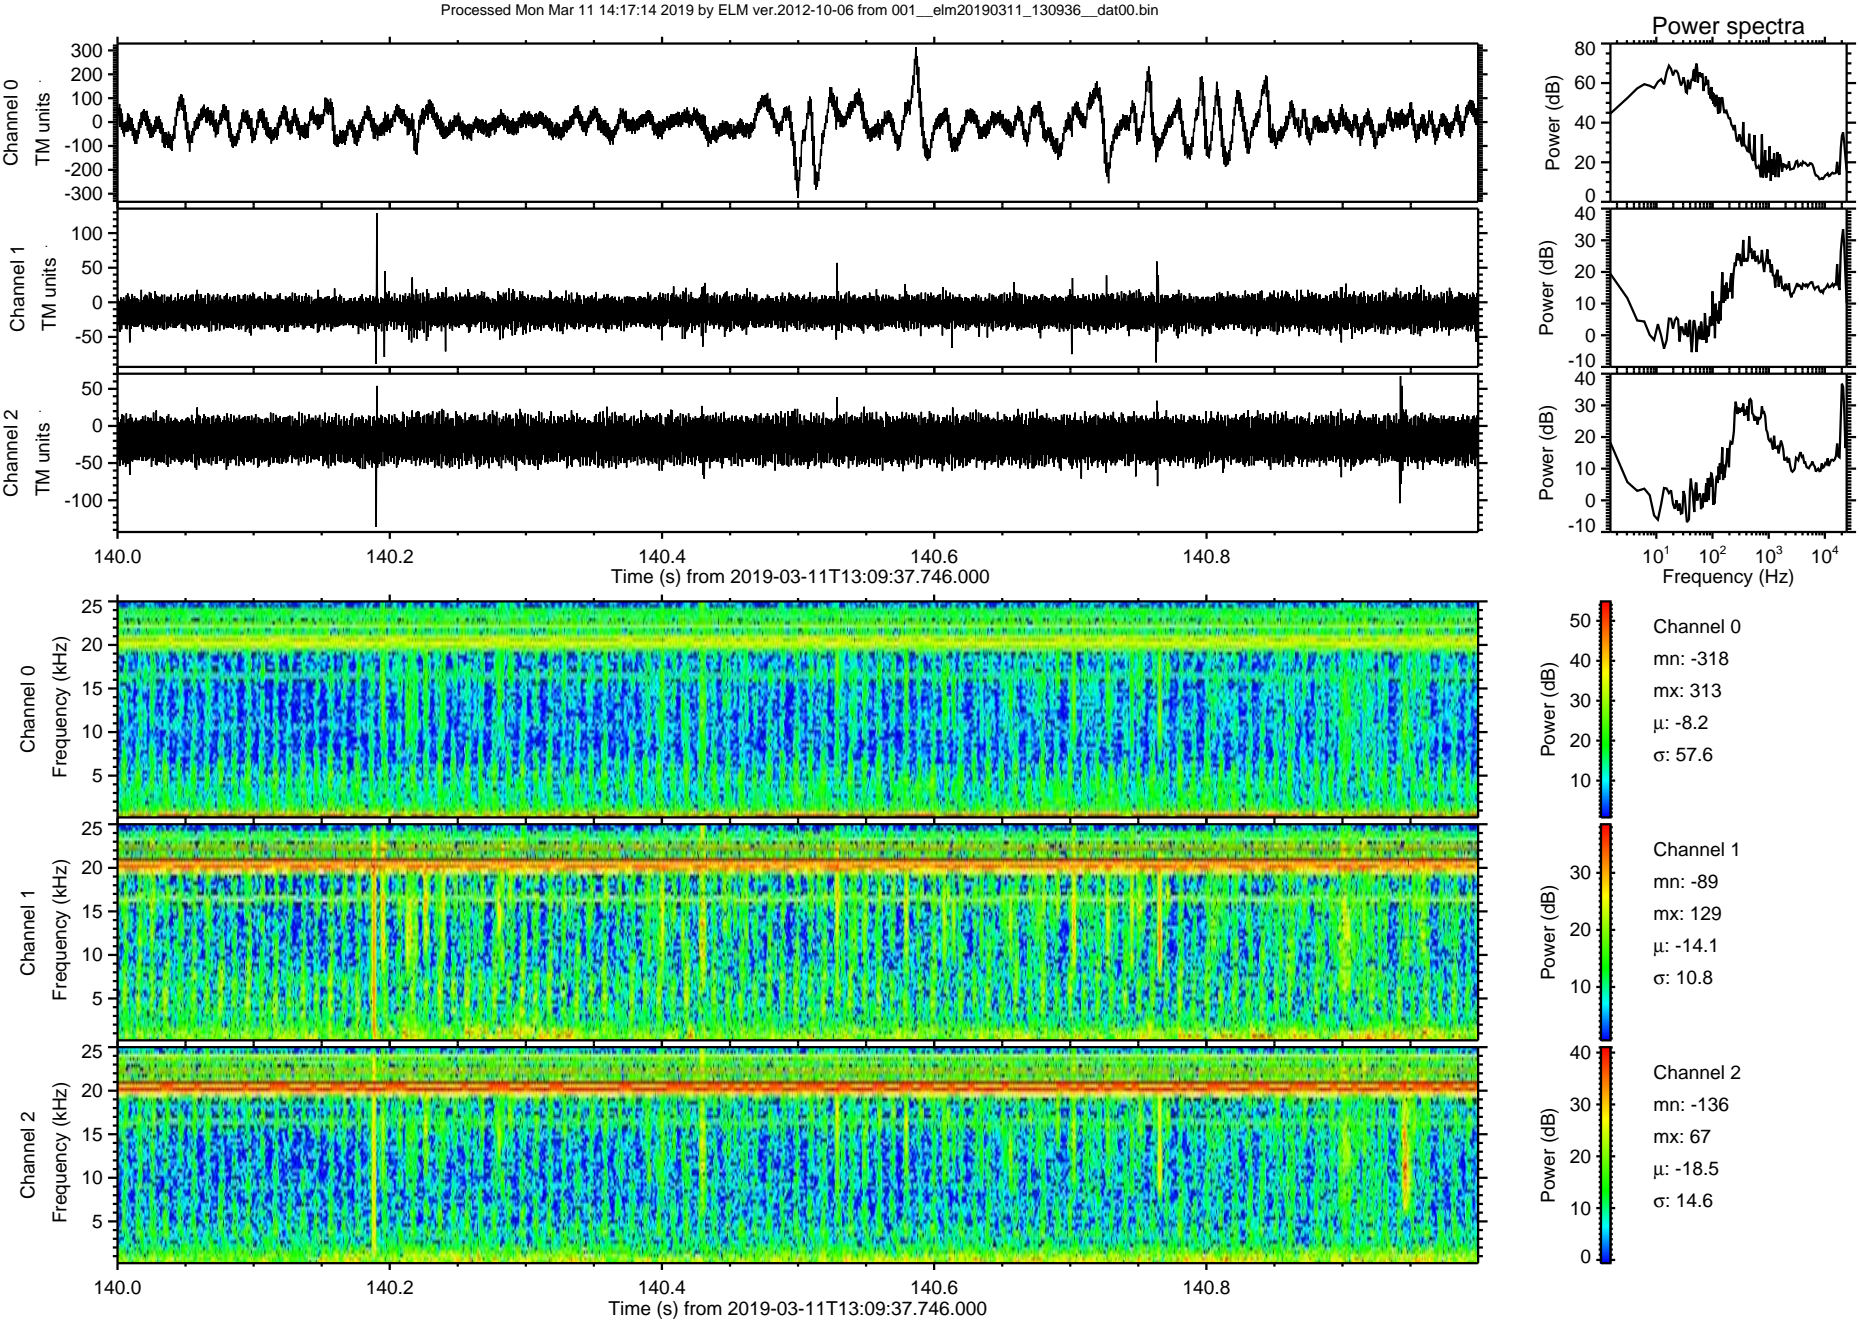 Processed Mon Mar 11 14:17:14 2019 by ELM ver.2012-10-06 from 001__elm20190311_130936__dat00.bin
Power spectra
Channel 0
TM units
300
200
100
0
-100
-200
-300
Power (dB)
80
60
40
20
0
Channel 1
TM units
100
50
0
-50
Power (dB)
40
30
20
10
0
-10
Channel 2
TM units
50
0
-50
-100
Power (dB)
40
30
20
10
0
-10
140.0 140.2 140.4 140.6 140.8
Time (s) from 2019-03-11T13:09:37.746.000
10^1 10^2 10^3 10^4
Frequency (Hz)
Channel 0
Frequency (kHz)
25
20
15
10
5
Power (dB)
50
40
30
20
10
Channel 0
mn: -318
mx: 313
μ: -8.2
σ: 57.6
Channel 1
Frequency (kHz)
25
20
15
10
5
Power (dB)
30
20
10
Channel 1
mn: -89
mx: 129
μ: -14.1
σ: 10.8
Channel 2
Frequency (kHz)
25
20
15
10
5
Power (dB)
40
30
20
10
0
Channel 2
mn: -136
mx: 67
μ: -18.5
σ: 14.6
140.0 140.2 140.4 140.6 140.8
Time (s) from 2019-03-11T13:09:37.746.000